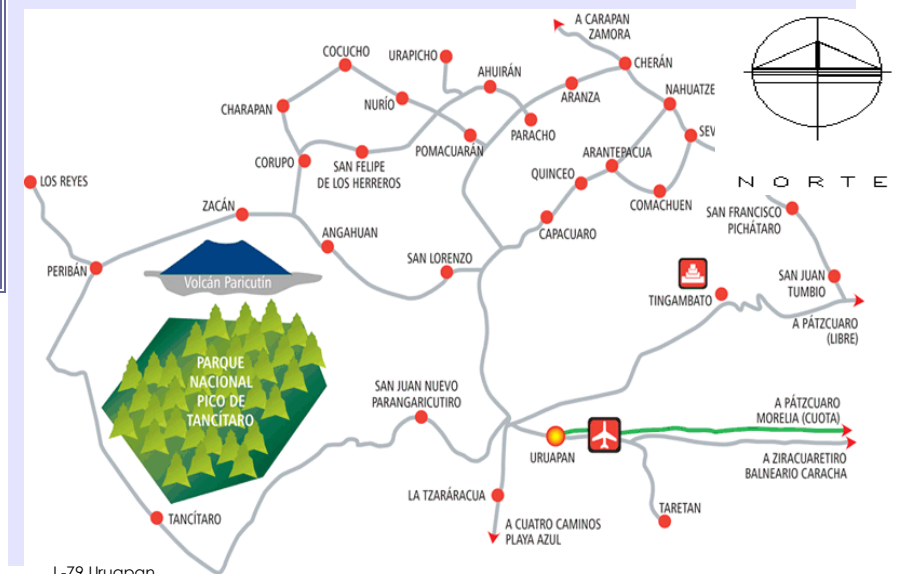 A CARAPAN
ZAMORA
COCUCHO
URAPICHO
CHERÁN
AHUIRÁN
NAHUATZE
ARANZA
NURÍO
CHARAPAN
PARACHO
SEV
POMACUARÁN
ARANTEPACUA
CORUPO
SAN FELIPE
DE LOS HERREROS
QUINCEO
LOS REYES
NORTE
COMACHUEN
ZACÁN
SAN FRANCISCO
PICHÁTARO
ANGAHUAN
CAPACUARO
SAN LORENZO
PERIBÁN
Volcán Paricutín
SAN JUAN
TUMBIO
TINGAMBATO
A PÁTZCUARO
(LIBRE)
PARQUE
NACIONAL
PICO DE
TANCÍTARO
SAN JUAN NUEVO
PARANGARICUTIRO
A PÁTZCUARO
MORELIA (CUOTA)
URUAPAN
A ZIRACUARETIRO
BALNEARIO CARACHA
LA TZARÁRACUA
TARETAN
TANCÍTARO
A CUATRO CAMINOS
PLAYA AZUL